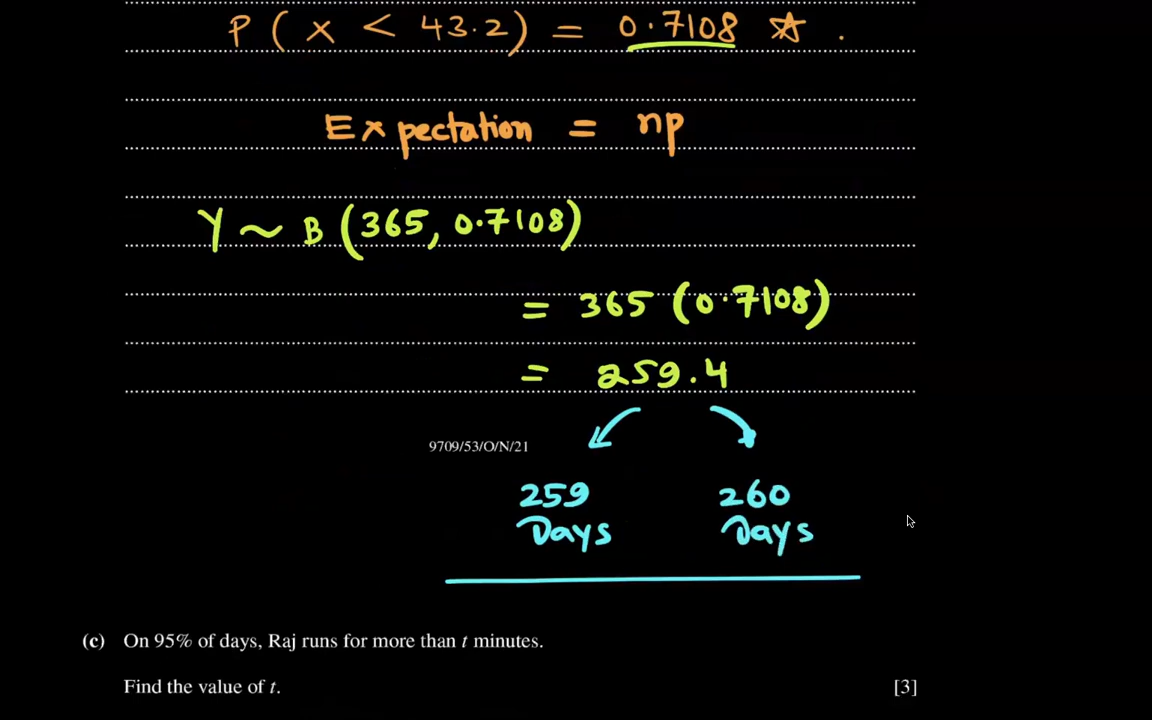 P ( x < 43.2 ) = 0.7108 ☆ .
Expectation = np
Y ~ B (365, 0.7108)
= 365 (0.7108)
= 259.4
9709/53/O/N/21
259 260
Days Days
(c) On 95% of days, Raj runs for more than t minutes.
Find the value of t. [3]